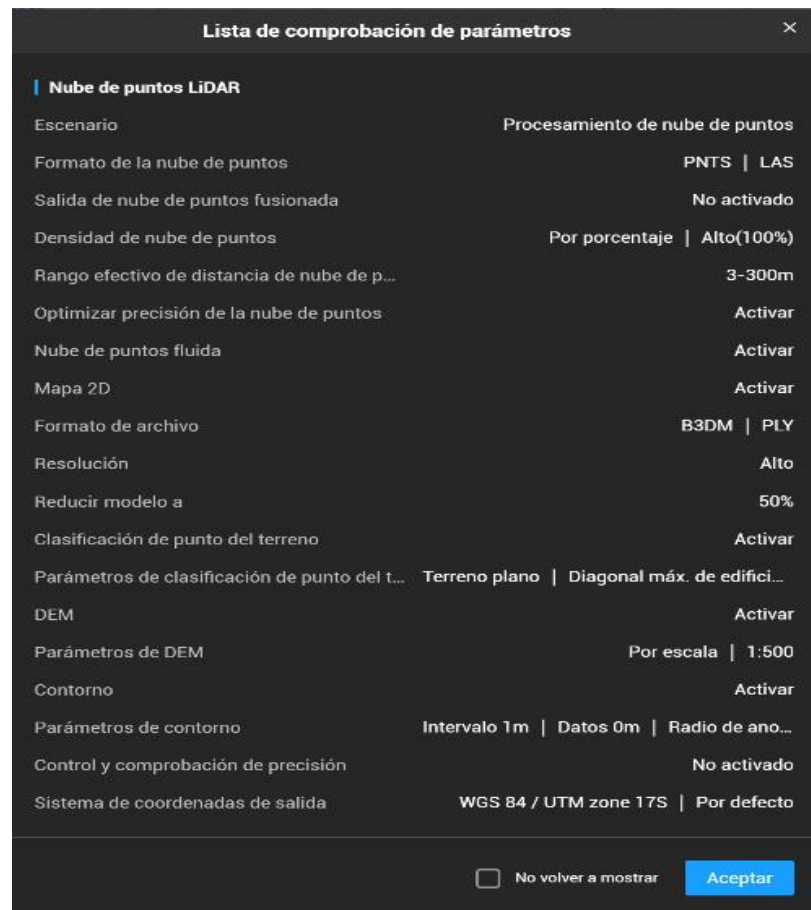 Lista de comprobación de parámetros
Nube de puntos LiDAR
Escenario Procesamiento de nube de puntos
Formato de la nube de puntos PNTS | LAS
Salida de nube de puntos fusionada No activado
Densidad de nube de puntos Por porcentaje | Alto(100%)
Rango efectivo de distancia de nube de p... 3-300m
Optimizar precisión de la nube de puntos Activar
Nube de puntos fluida Activar
Mapa 2D Activar
Formato de archivo B3DM | PLY
Resolución Alto
Reducir modelo a 50%
Clasificación de punto del terreno Activar
Parámetros de clasificación de punto del t... Terreno plano | Diagonal máx. de edifici...
DEM Activar
Parámetros de DEM Por escala | 1:500
Contorno Activar
Parámetros de contorno Intervalo 1m | Datos 0m | Radio de ano...
Control y comprobación de precisión No activado
Sistema de coordenadas de salida WGS 84 / UTM zone 17S | Por defecto
No volver a mostrar Aceptar